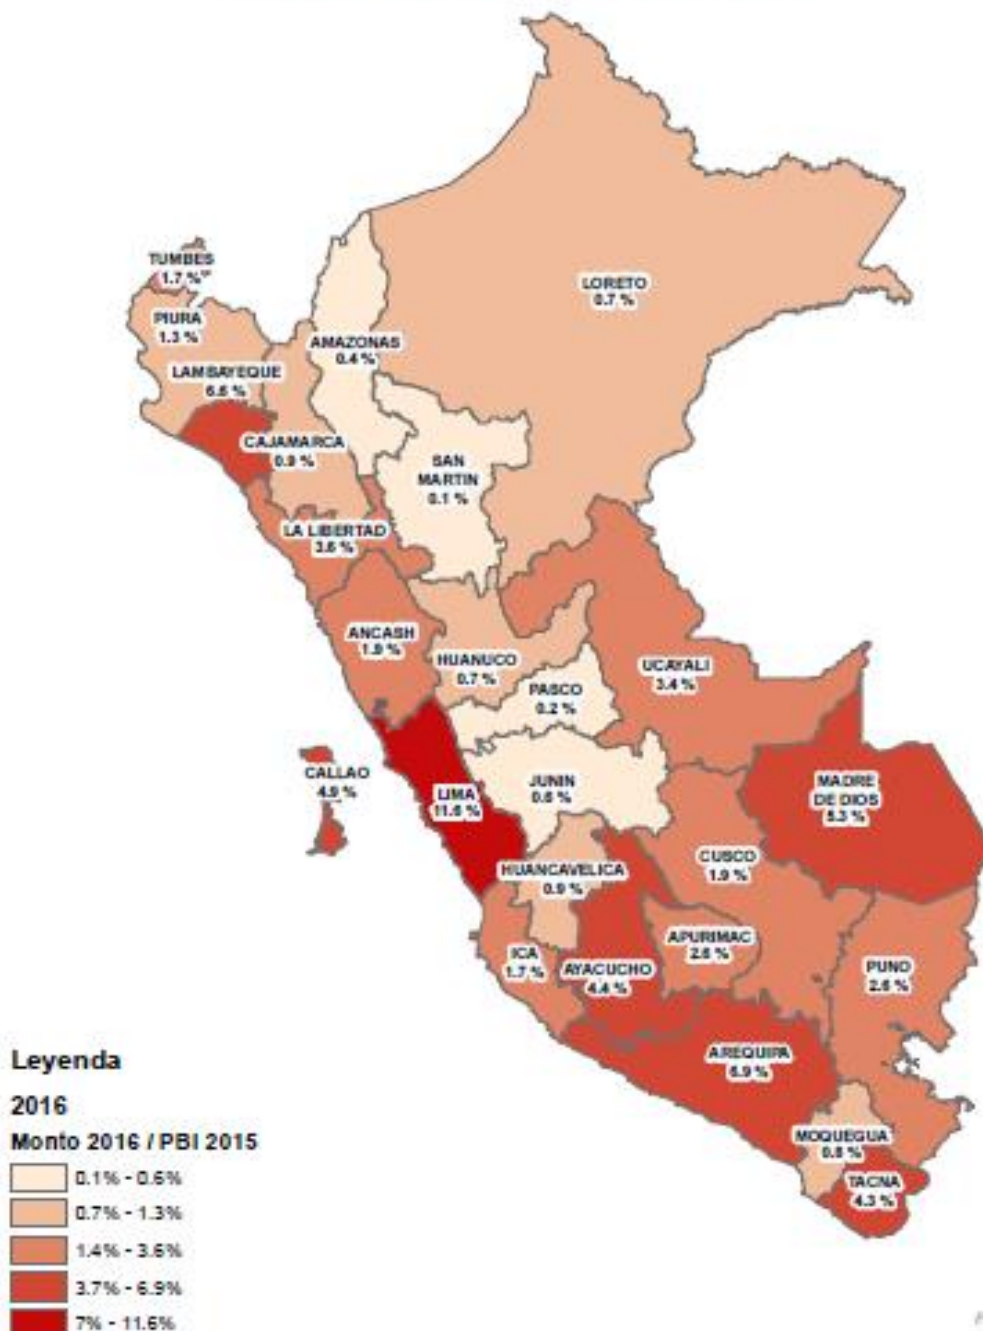 TUMBES
1.7 %
PIURA
1.3 %
LAMBAYEQUE
6.6 %
CAJAMARCA
0.9 %
AMAZONAS
0.4 %
LORETO
0.7 %
SAN
MARTIN
0.1 %
LA LIBERTAD
3.6 %
ANCASH
1.9 %
HUANUCO
0.7 %
PASCO
0.2 %
UCAYALI
3.4 %
CALLAO
4.9 %
LIMA
11.6 %
JUNIN
0.6 %
MADRE
DE DIOS
5.3 %
CUSCO
1.9 %
HUANCAVELICA
0.9 %
ICA
1.7 %
AYACUCHO
4.4 %
APURIMAC
2.6 %
PUNO
2.6 %
AREQUIPA
6.9 %
MOQUEGUA
TACNA
4.3 %
Leyenda
2016
Monto 2016 / PBI 2015
0.1% - 0.6%
0.7% - 1.3%
1.4% - 3.6%
3.7% - 6.9%
7% - 11.6%